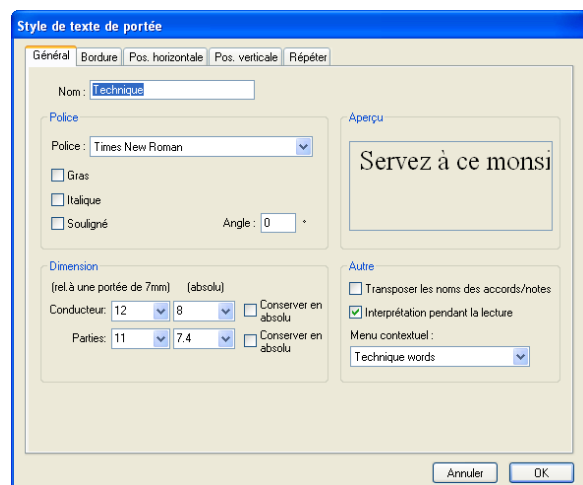 Style de texte de portée
Général Bordure Pos. horizontale Pos. verticale Répéter
Nom : Technique
Police
Police : Times New Roman
Gras
Italique
Souligné
Angle : 0 °
Aperçu
Servez à ce monsi
Dimension
(rel.à une portée de 7mm) (absolu)
Conducteur: 12 8 Conserver en
absolu
Parties: 11 7.4 Conserver en
absolu
Autre
Transposer les noms des accords/notes
Interprétation pendant la lecture
Menu contextuel :
Technique words
Annuler OK